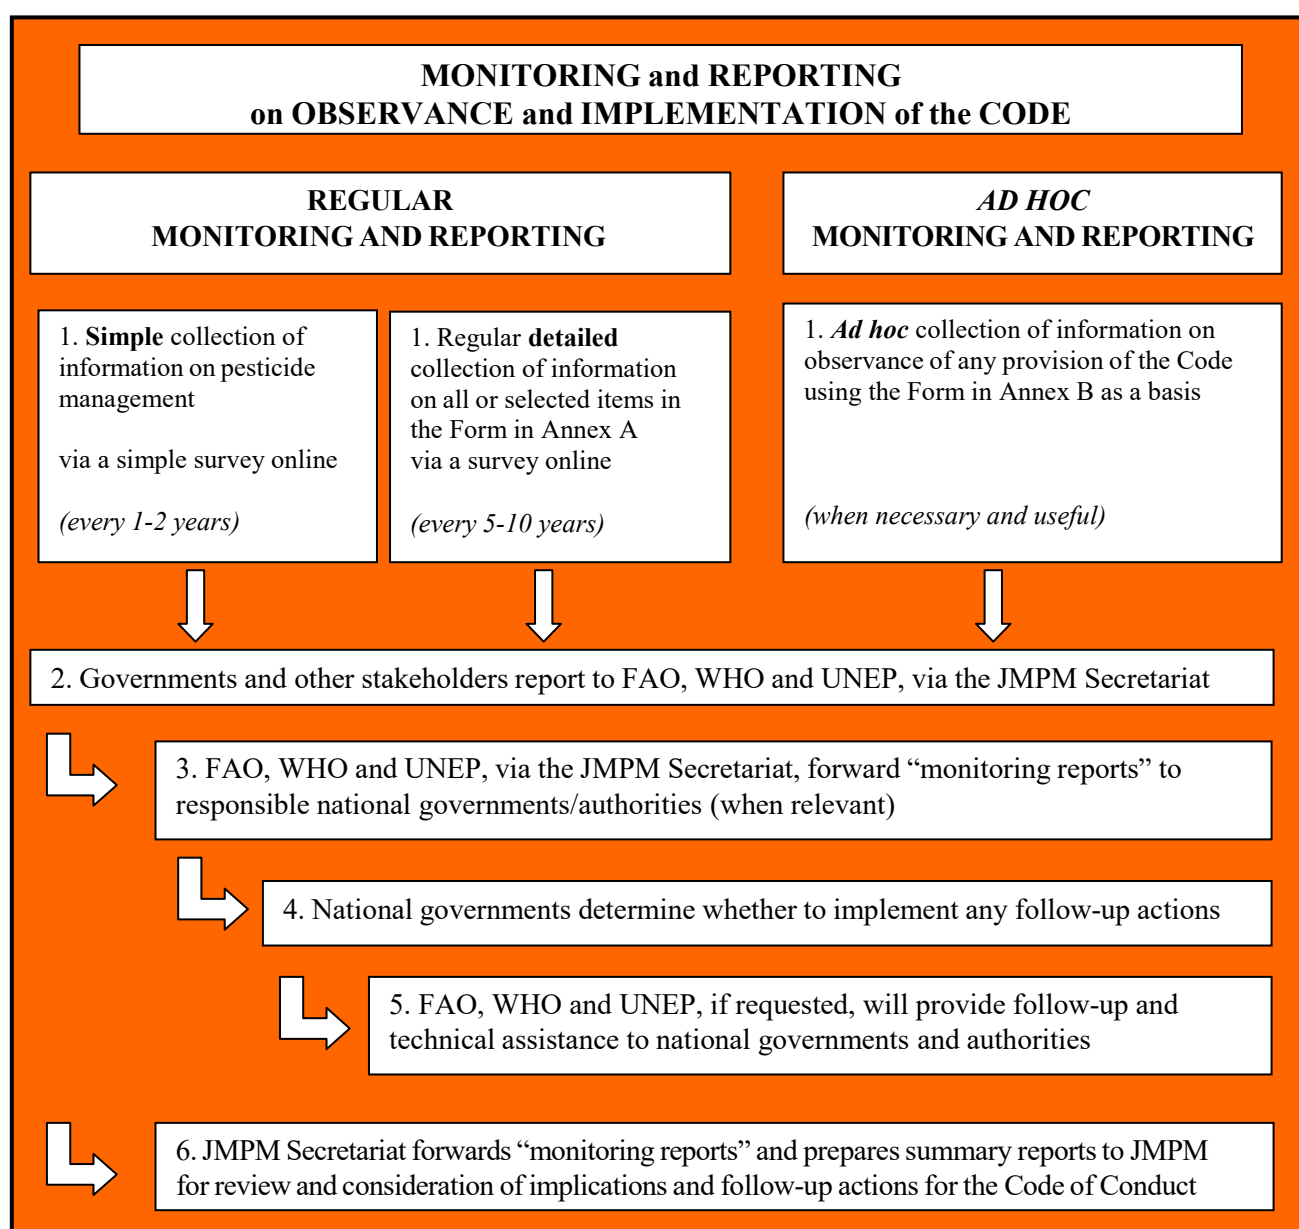 MONITORING and REPORTING
on OBSERVANCE and IMPLEMENTATION of the CODE
REGULAR
MONITORING AND REPORTING
AD HOC
MONITORING AND REPORTING
1. Simple collection of
information on pesticide
management
via a simple survey online
(every 1-2 years)
1. Regular detailed
collection of information
on all or selected items in
the Form in Annex A
via a survey online
(every 5-10 years)
1. Ad hoc collection of information on
observance of any provision of the Code
using the Form in Annex B as a basis
(when necessary and useful)
2. Governments and other stakeholders report to FAO, WHO and UNEP, via the JMPM Secretariat
3. FAO, WHO and UNEP, via the JMPM Secretariat, forward “monitoring reports” to
responsible national governments/authorities (when relevant)
4. National governments determine whether to implement any follow-up actions
5. FAO, WHO and UNEP, if requested, will provide follow-up and
technical assistance to national governments and authorities
6. JMPM Secretariat forwards “monitoring reports” and prepares summary reports to JMPM
for review and consideration of implications and follow-up actions for the Code of Conduct